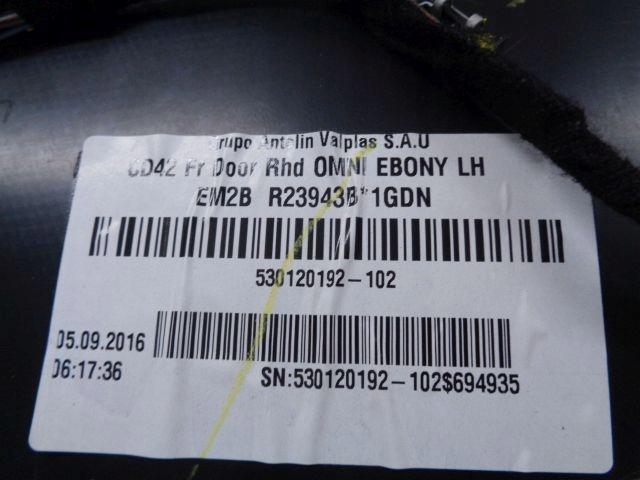 Grupo Antolin Valplas S.A.U
CD42 Fr Door Rhd OMNI EBONY LH
EM2B R23943B*1GDN
530120192-102
05.09.2016
06:17:36
SN:530120192-102$694935